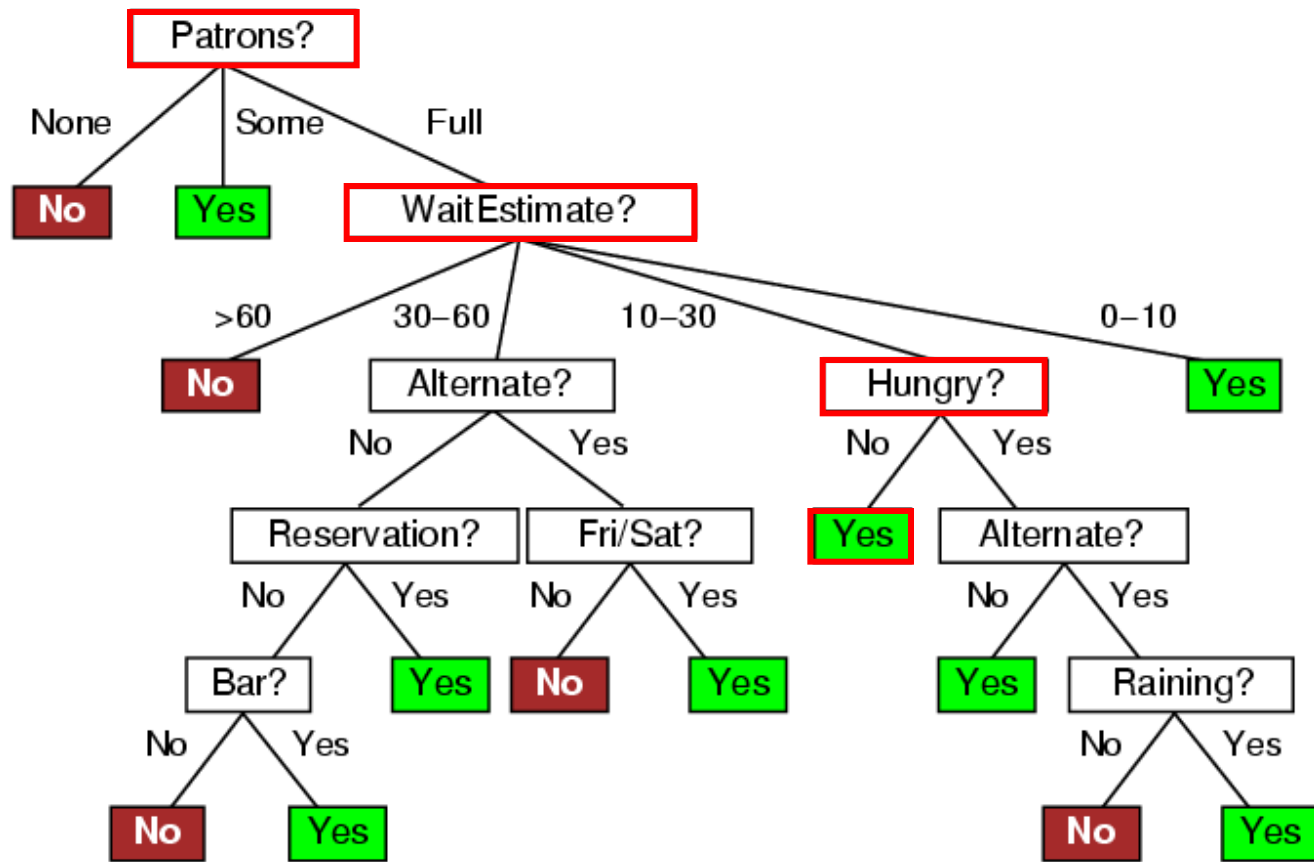 Patrons?
None Some Full
No Yes WaitEstimate?
>60 30–60 10–30 0–10
No Alternate? Hungry? Yes
No Yes No Yes
Reservation? Fri/Sat? Yes Alternate?
No Yes No Yes No Yes
Bar? Yes No Yes Yes Raining?
No Yes No Yes
No Yes No Yes